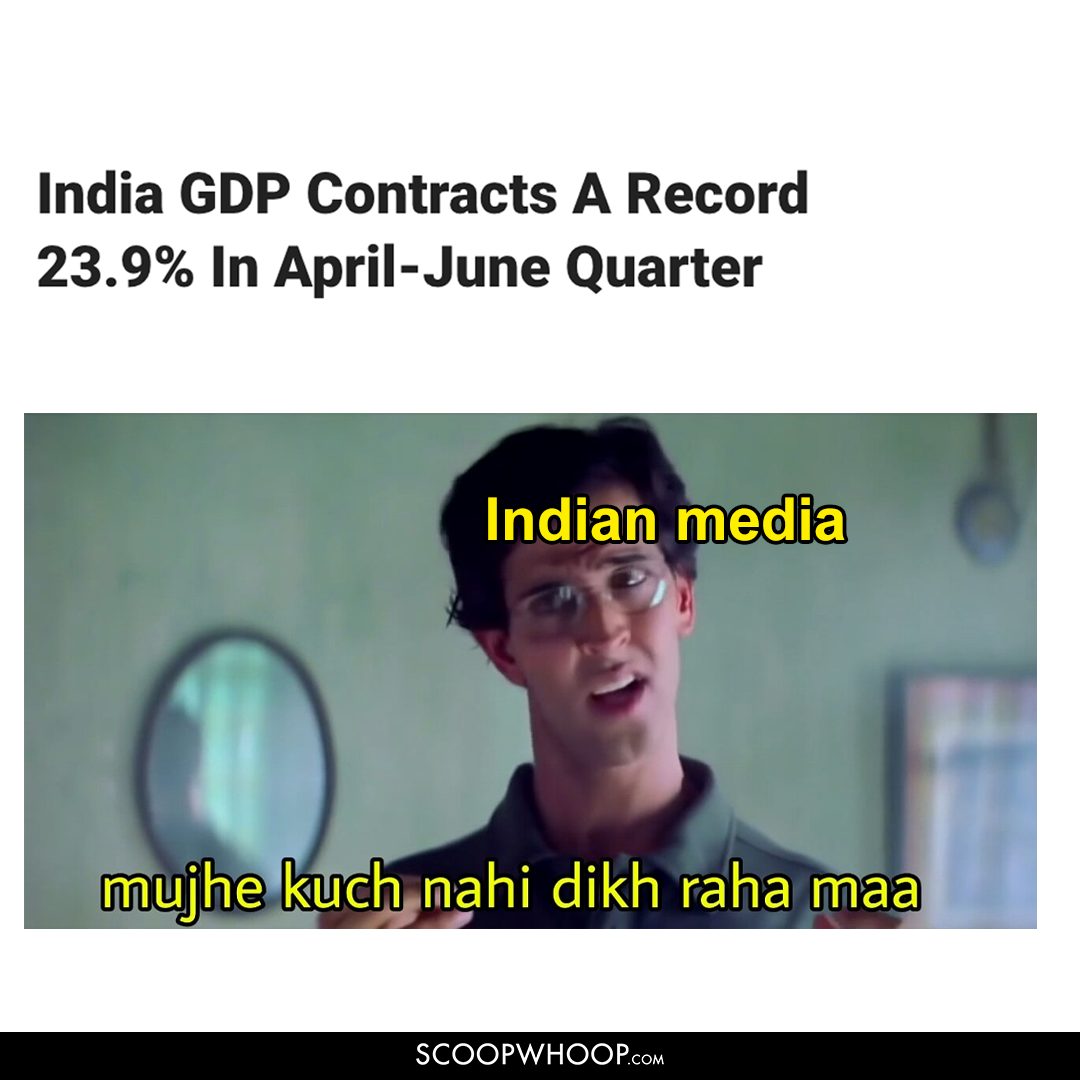 India GDP Contracts A Record
23.9% In April-June Quarter
Indian media
mujhe kuch nahi dikh raha maa
SCOOPWHOOP.COM